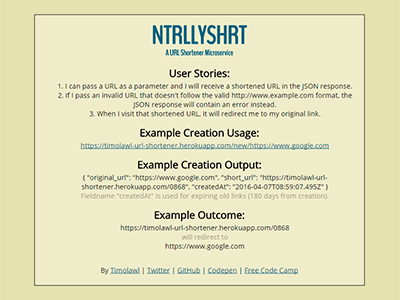 NTRLLYSHRT
A URL Shortener Microservice
User Stories:
1. I can pass a URL as a parameter and I will receive a shortened URL in the JSON response.
2. If I pass an invalid URL that doesn't follow the valid http://www.example.com format, the
JSON response will contain an error instead.
3. When I visit that shortened URL, it will redirect me to my original link.
Example Creation Usage:
https://timolawl-url-shortener.herokuapp.com/new/https://www.google.com
Example Creation Output:
{ "original_url": "https://www.google.com", "short_url": "https://timolawl-url-
shortener.herokuapp.com/0868", "createdAt": "2016-04-07T08:59:07.495Z" }
Fieldname "createdAt" is used for expiring old links (180 days from creation).
Example Outcome:
https://timolawl-url-shortener.herokuapp.com/0868
will redirect to
https://www.google.com
By Timolawl | Twitter | GitHub | Codepen | Free Code Camp